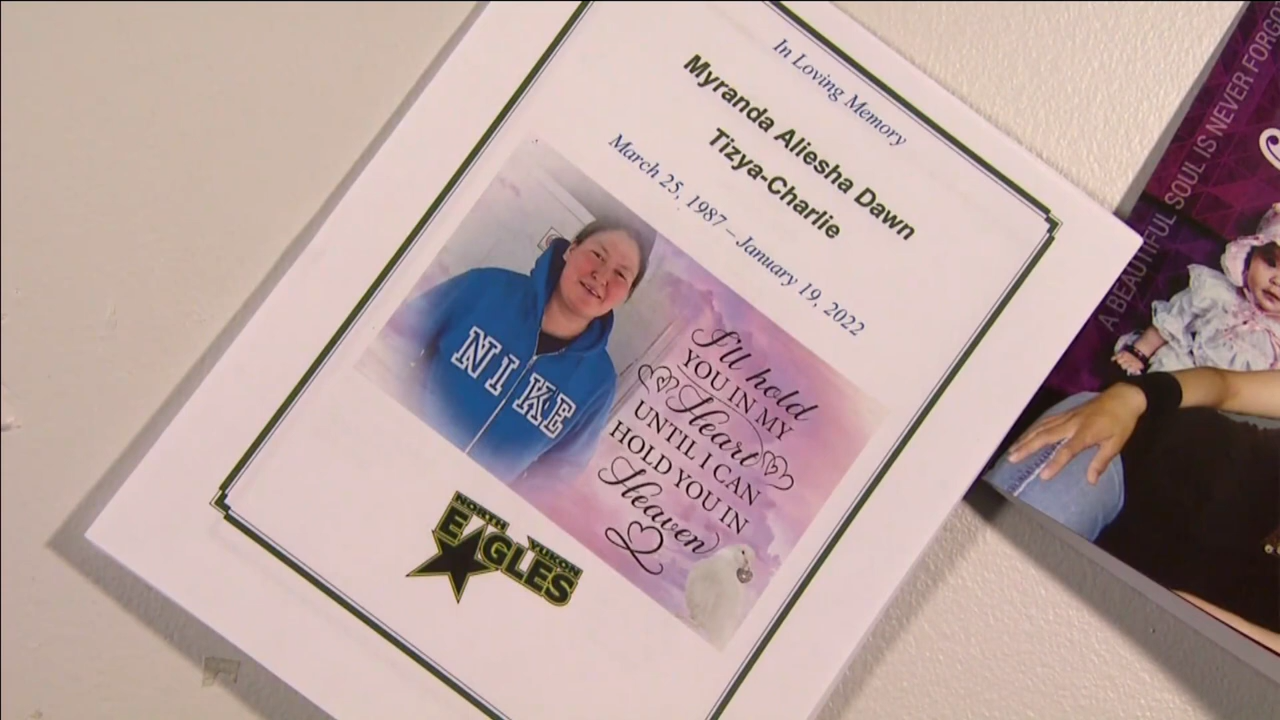 In Loving Memory
Myranda Aliesha Dawn
Tizya-Charlie
March 25, 1987 – January 19, 2022
NIKE
I'll hold
YOU IN MY
Heart
UNTIL I CAN
HOLD YOU IN
Heaven
NORTH
YUKON
EAGLES
A BEAUTIFUL SOUL IS NEVER